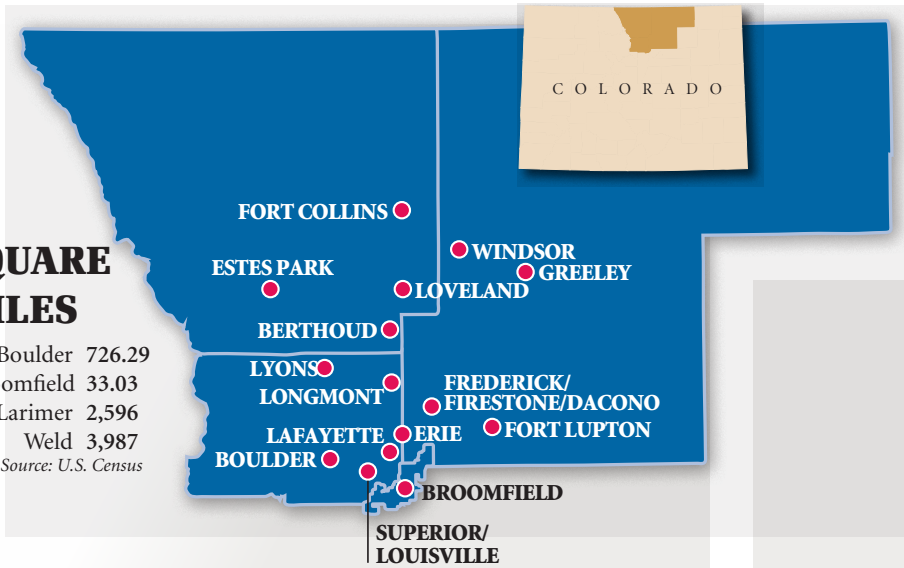 COLORADO
FORT COLLINS
WINDSOR
GREELEY
ESTES PARK
LOVELAND
BERTHOUD
QUARE
ILES
Boulder 726.29
omfield 33.03
Larimer 2,596
Weld 3,987
Source: U.S. Census
LYONS
LONGMONT
FREDERICK/
FIRESTONE/DACONO
LAFAYETTE
ERIE
FORT LUPTON
BOULDER
BROOMFIELD
SUPERIOR/
LOUISVILLE